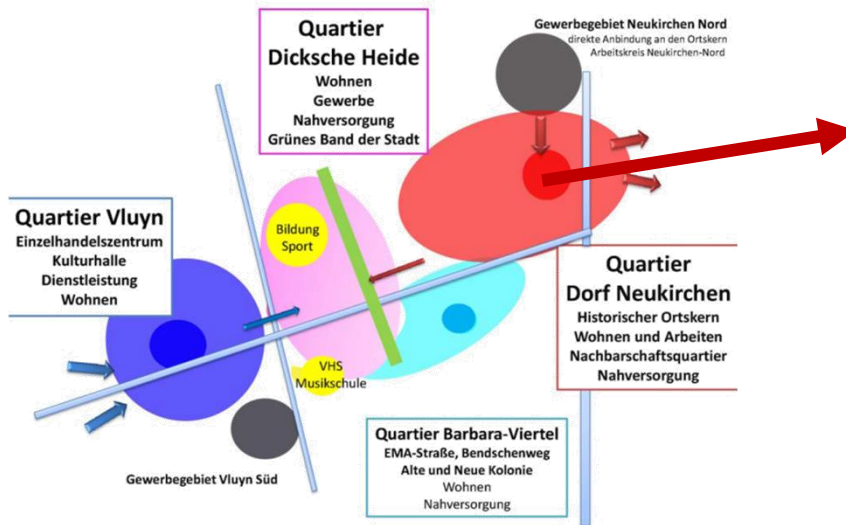 Quartier
Dicksche Heide
Wohnen
Gewerbe
Nahversorgung
Grünes Band der Stadt
Gewerbegebiet Neukirchen Nord
direkte Anbindung an den Ortskern
Arbeitskreis Neukirchen-Nord
Quartier Vluyn
Einzelhandelszentrum
Kulturhalle
Dienstleistung
Wohnen
Bildung
Sport
Quartier
Dorf Neukirchen
Historischer Ortskern
Wohnen und Arbeiten
Nachbarschaftsquartier
Nahversorgung
VHS
Musikschule
Quartier Barbara-Viertel
EMA-Straße, Bendschenweg
Alte und Neue Kolonie
Wohnen
Nahversorgung
Gewerbegebiet Vluyn Süd